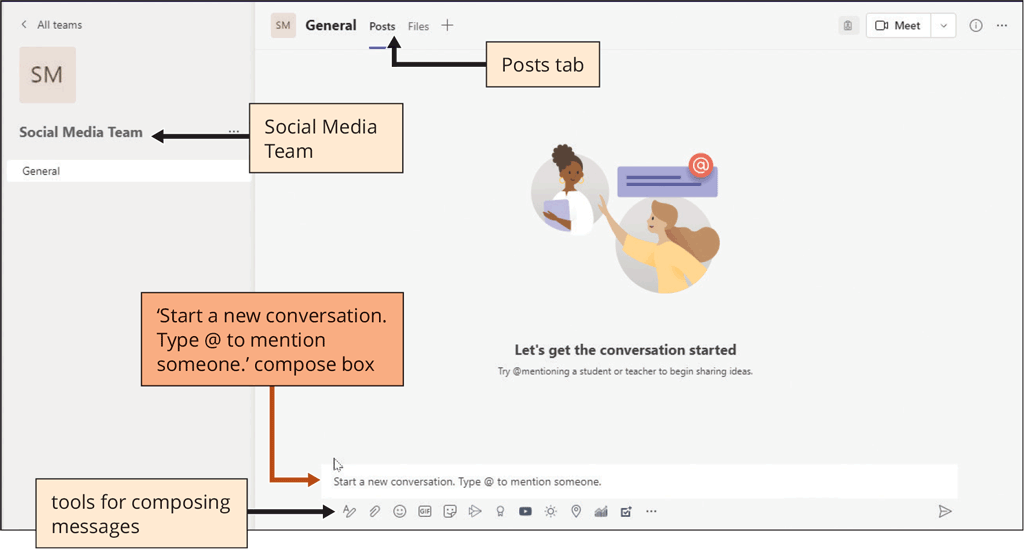 All teams
SM
Social Media Team
...
General
SM
General Posts Files
Meet
...
Posts tab
Social Media
Team
@
‘Start a new conversation.
Type @ to mention
someone.’ compose box
Let's get the conversation started
Try @mentioning a student or teacher to begin sharing ideas.
Start a new conversation. Type @ to mention someone.
tools for composing
messages
GIF
...